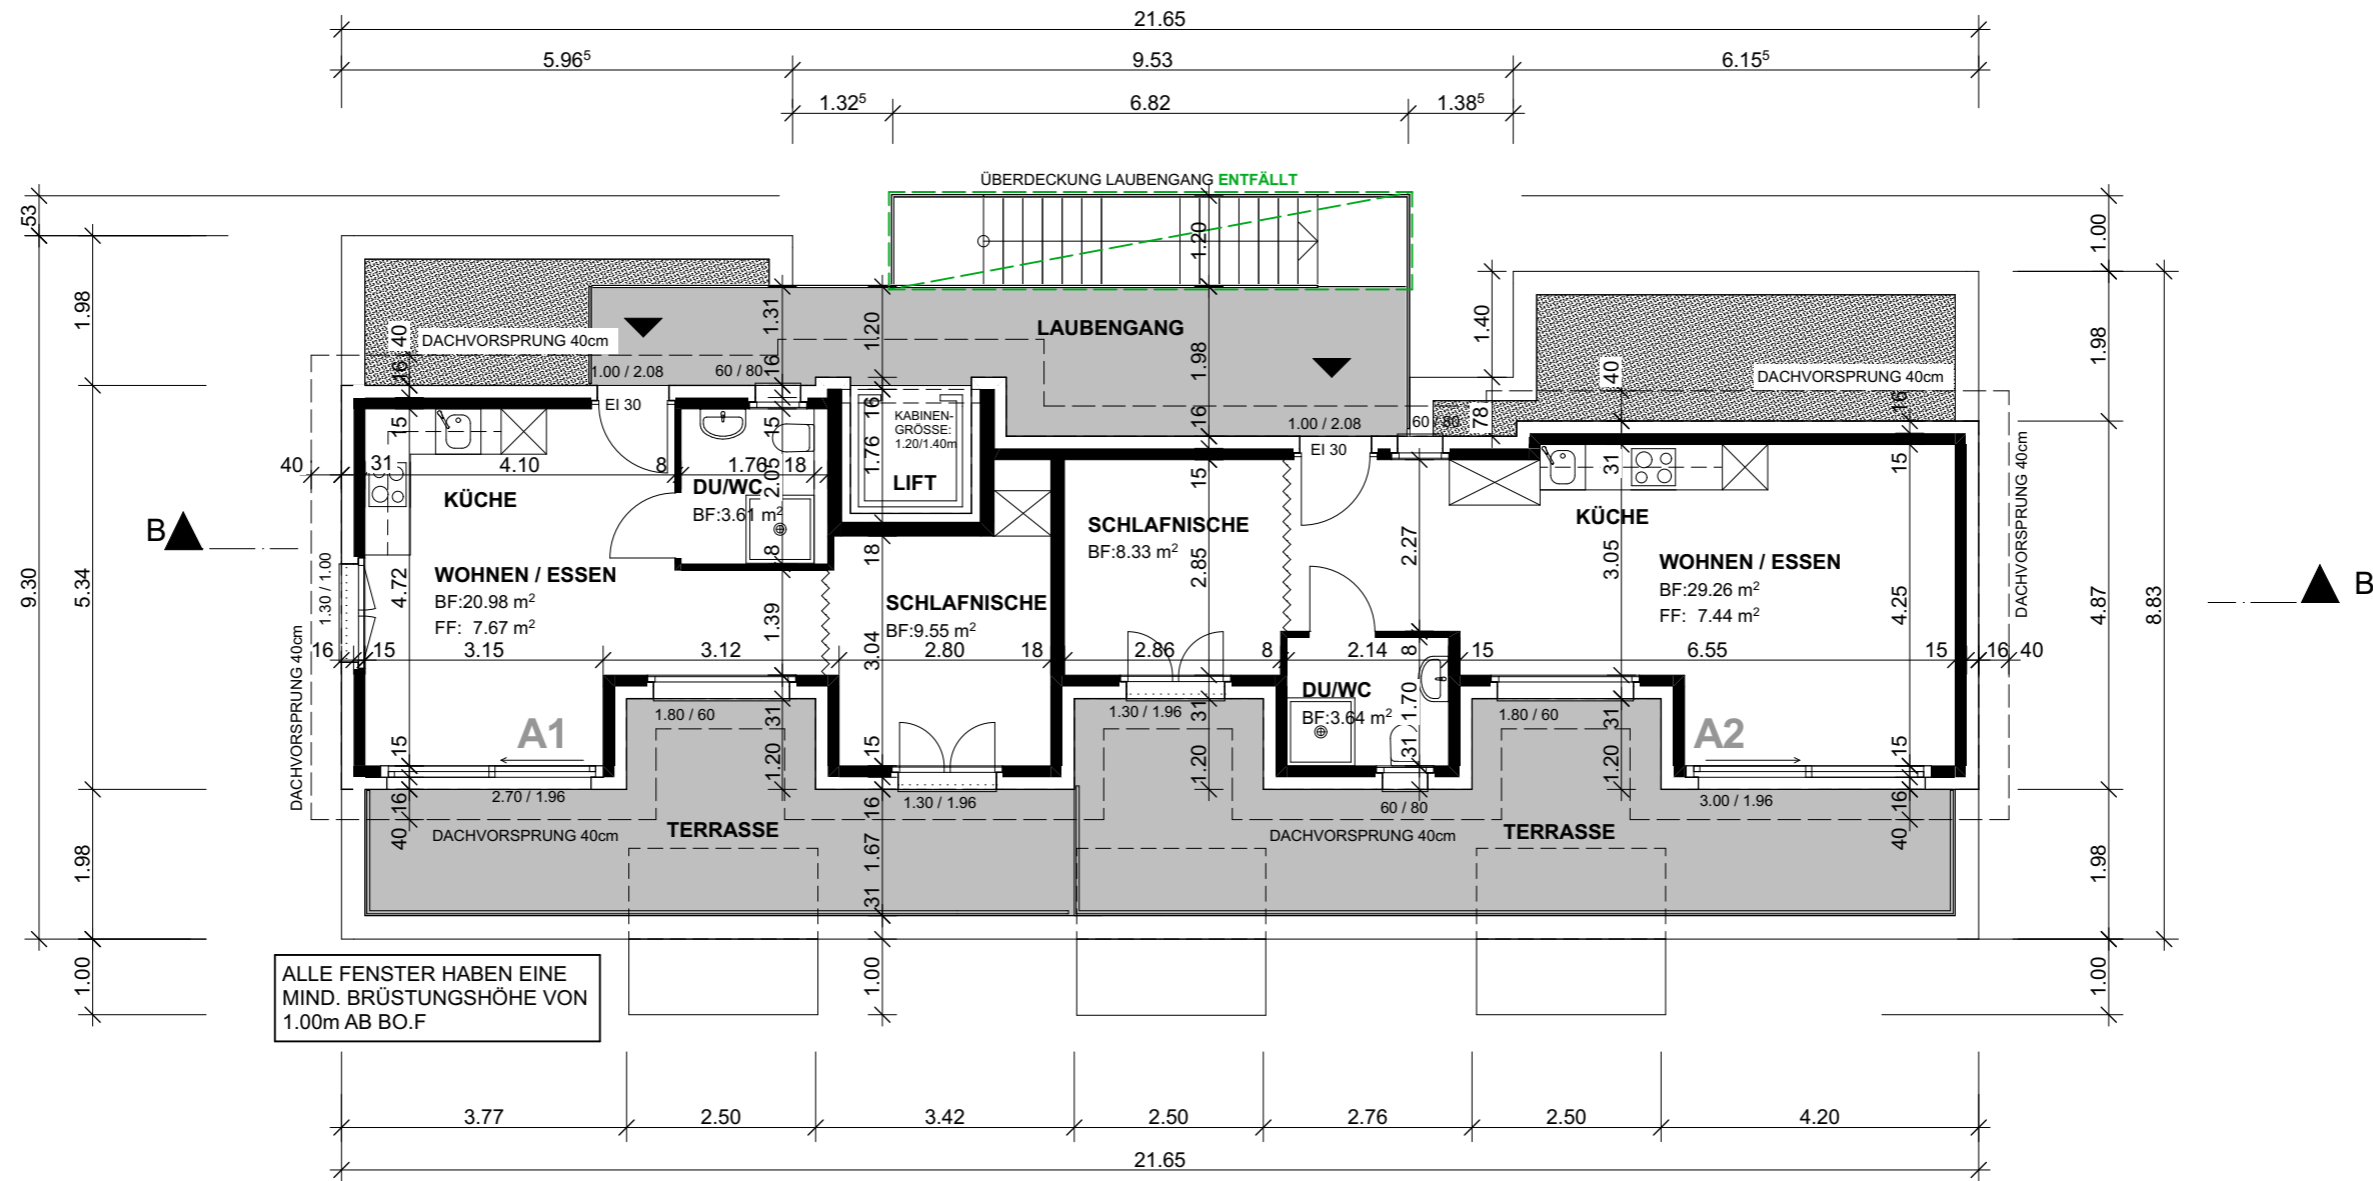 21.65
5.96⁵ 9.53 6.15⁵
1.32⁵ 6.82 1.38⁵
ÜBERDECKUNG LAUBENGANG ENTFÄLLT
53
1.98
9.30
5.34
1.98
1.00
1.20
1.00
1.98
8.83
4.87
1.98
1.00
1.31
1.20
LAUBENGANG
1.98
1.40
40
DACHVORSPRUNG 40cm
16
1.00 / 2.08
60 / 80
16
EI 30
KABINEN-
GRÖSSE:
1.20/1.40m
16
1.76
LIFT
16
1.00 / 2.08
60 / 80
78
EI 30
40
DACHVORSPRUNG 40cm
16
15
15
15
31
15
40 31 4.10 8 1.76 18
2.05
KÜCHE
DU/WC
BF:3.61 m²
SCHLAFNISCHE
BF:8.33 m²
KÜCHE
DACHVORSPRUNG 40cm
B
B
8
18
2.85
2.27
3.05
1.30 / 1.00
4.72
WOHNEN / ESSEN
BF:20.98 m²
FF: 7.67 m²
1.39
SCHLAFNISCHE
BF:9.55 m²
3.04
WOHNEN / ESSEN
BF:29.26 m²
FF: 7.44 m²
4.25
16 15 3.15 3.12 2.80 18 2.86 8 2.14 15 6.55 15 16 40
8
DU/WC
BF:3.64 m²
1.70
31
DACHVORSPRUNG 40cm
A1
1.80 / 60
31
1.20
15
15
1.30 / 1.96
31
1.20
1.80 / 60
31
1.20
A2
15
2.70 / 1.96
1.30 / 1.96
60 / 80
3.00 / 1.96
16
40
DACHVORSPRUNG 40cm
TERRASSE
16
1.67
31
1.00
DACHVORSPRUNG 40cm
TERRASSE
16
40
ALLE FENSTER HABEN EINE
MIND. BRÜSTUNGSHÖHE VON
1.00m AB BO.F
3.77 2.50 3.42 2.50 2.76 2.50 4.20
21.65